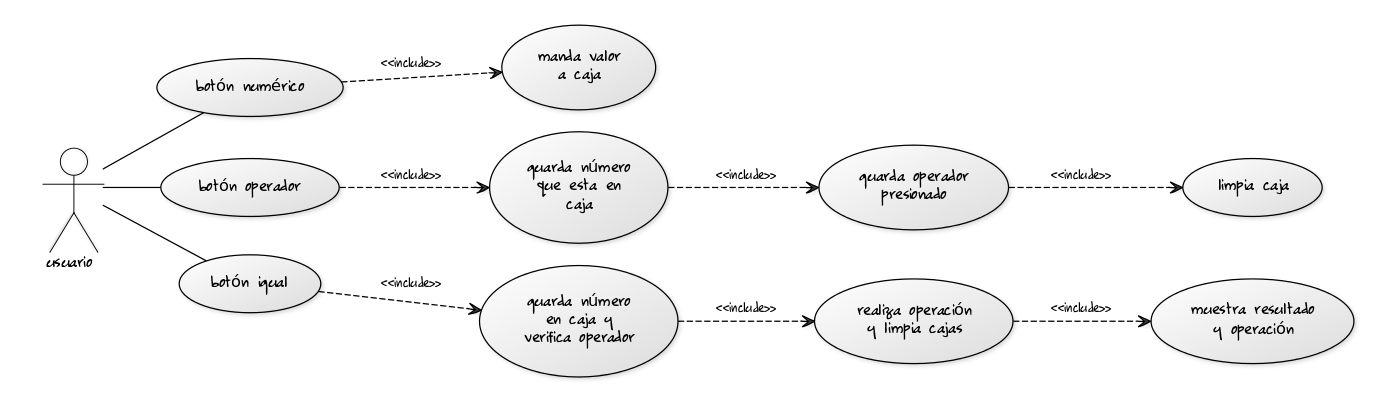 <<include>>
manda valor
a caja
botón numérico
usuario
botón operador
<<include>>
guarda número
que esta en
caja
<<include>>
guarda operador
presionado
<<include>>
limpia caja
botón igual
<<include>>
guarda número
en caja y
verifica operador
<<include>>
realiza operación
y limpia cajas
<<include>>
muestra resultado
y operación